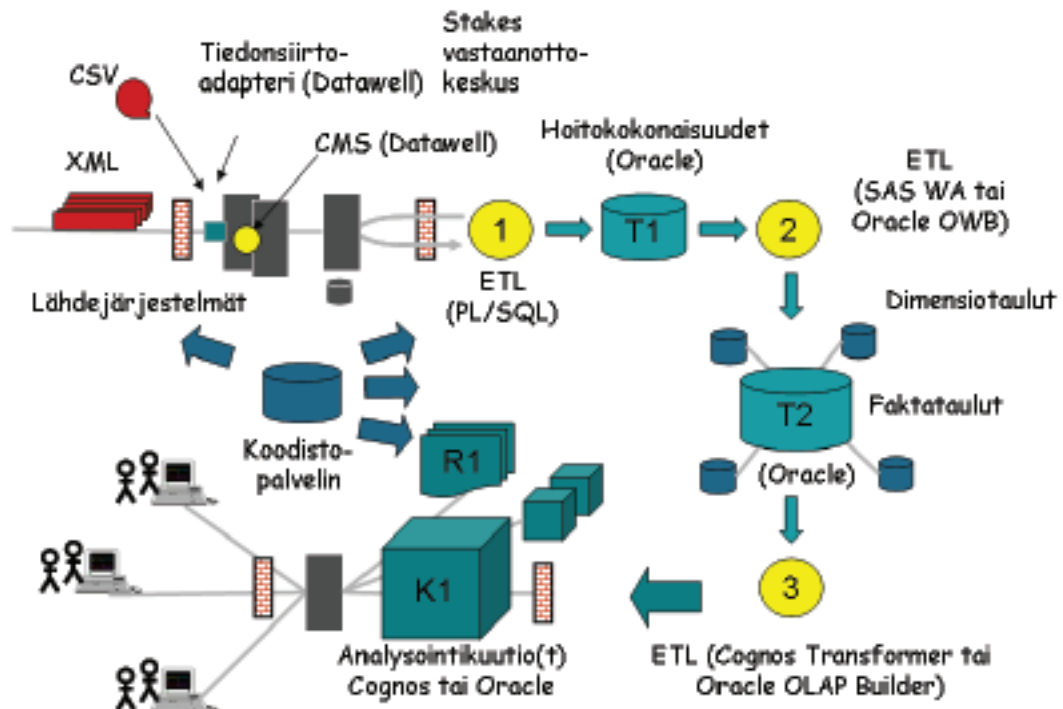 CSV
Tiedonsiirto-
adapteri (Datawell)
Stakes
vastaanotto-
keskus
XML
CMS (Datawell)
Hoitokokonaisuudet
(Oracle)
ETL
(SAS WA tai
Oracle OWB)
1
T1
2
ETL
(PL/SQL)
Lähdejärjestelmät
Dimensiotaulut
T2
Faktataulut
(Oracle)
Koodisto-
palvelin
R1
K1
3
Analysointikuutio(t)
Cognos tai Oracle
ETL (Cognos Transformer tai
Oracle OLAP Builder)